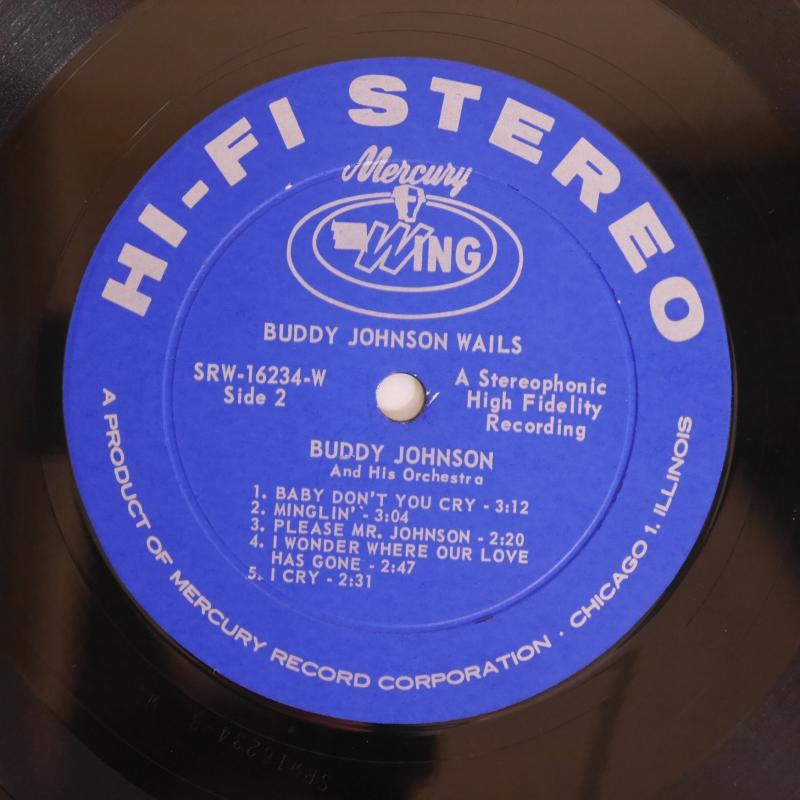 HI-FI STEREO
Mercury
WING
BUDDY JOHNSON WAILS
SRW-16234-W
Side 2
A Stereophonic
High Fidelity
Recording
BUDDY JOHNSON
And His Orchestra
1. BABY DON'T YOU CRY - 3:12
2. MINGLIN' - 3:04
3. PLEASE MR. JOHNSON - 2:20
4. I WONDER WHERE OUR LOVE
HAS GONE - 2:47
5. I CRY - 2:31
A PRODUCT OF MERCURY RECORD CORPORATION · CHICAGO 1, ILLINOIS